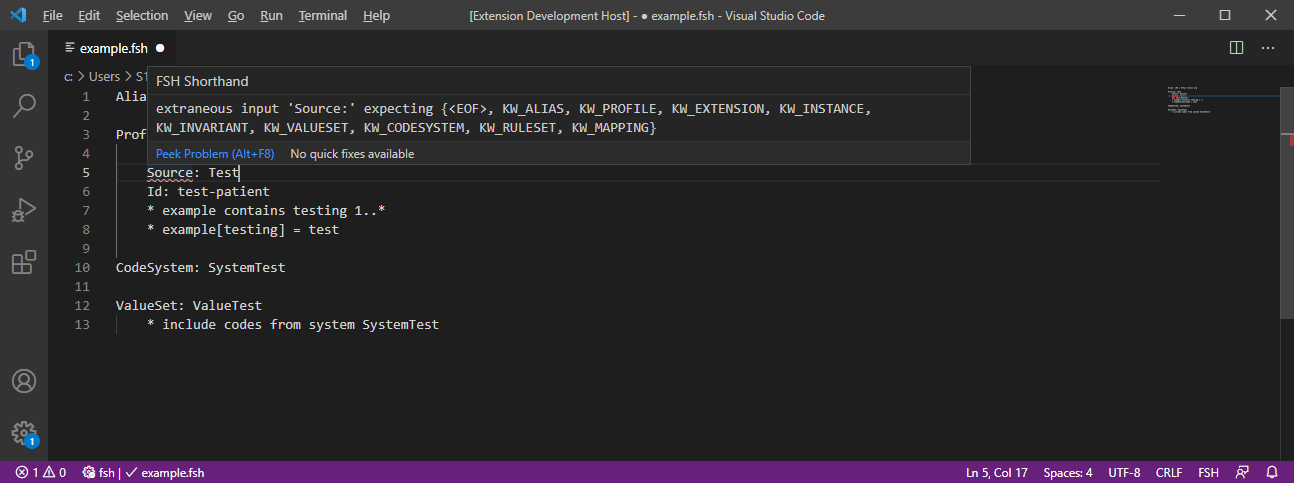 File Edit Selection View Go Run Terminal Help [Extension Development Host] - ● example.fsh - Visual Studio Code
example.fsh ●
c: > Users > S1
FSH Shorthand
extraneous input 'Source:' expecting {<EOF>, KW_ALIAS, KW_PROFILE, KW_EXTENSION, KW_INSTANCE,
KW_INVARIANT, KW_VALUESET, KW_CODESYSTEM, KW_RULESET, KW_MAPPING}
Peek Problem (Alt+F8) No quick fixes available
1 Alia
2
3 Prof
4
5 Source: Test
6 Id: test-patient
7 * example contains testing 1..*
8 * example[testing] = test
9
10 CodeSystem: SystemTest
11
12 ValueSet: ValueTest
13 * include codes from system SystemTest
1
1
1 0 fsh | ✓ example.fsh Ln 5, Col 17 Spaces: 4 UTF-8 CRLF FSH